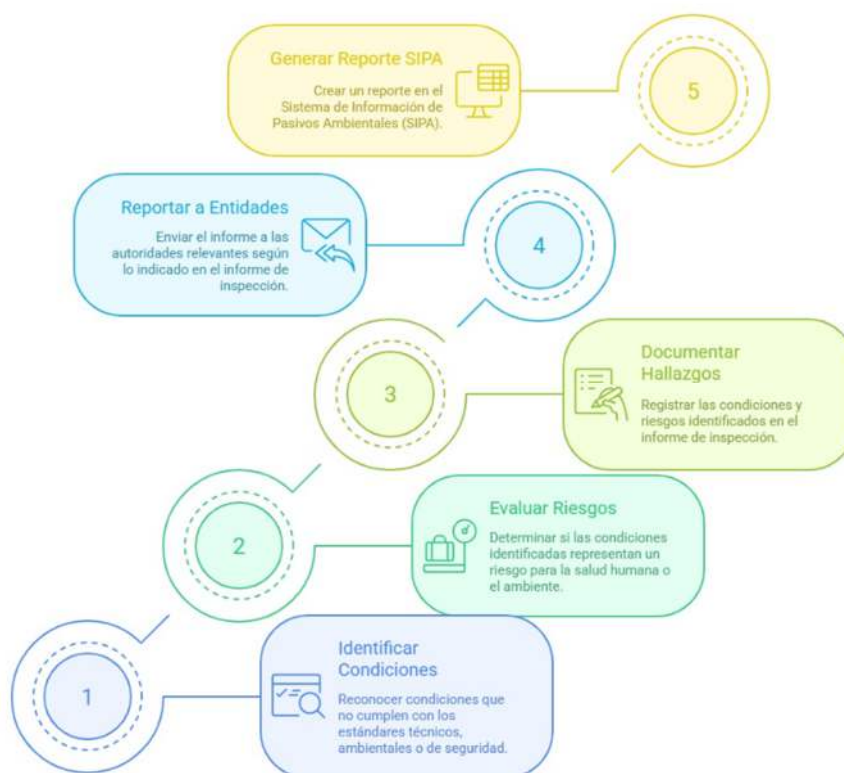 Generar Reporte SIPA
Crear un reporte en el
Sistema de Información de
Pasivos Ambientales (SIPA).
5
Reportar a Entidades
Enviar el informe a las
autoridades relevantes según
lo indicado en el informe de
inspección.
4
3
Documentar
Hallazgos
Registrar las condiciones y
riesgos identificados en el
informe de inspección.
2
Evaluar Riesgos
Determinar si las condiciones
identificadas representan un
riesgo para la salud humana o
el ambiente.
1
Identificar
Condiciones
Reconocer condiciones que
no cumplen con los
estándares técnicos,
ambientales o de seguridad.